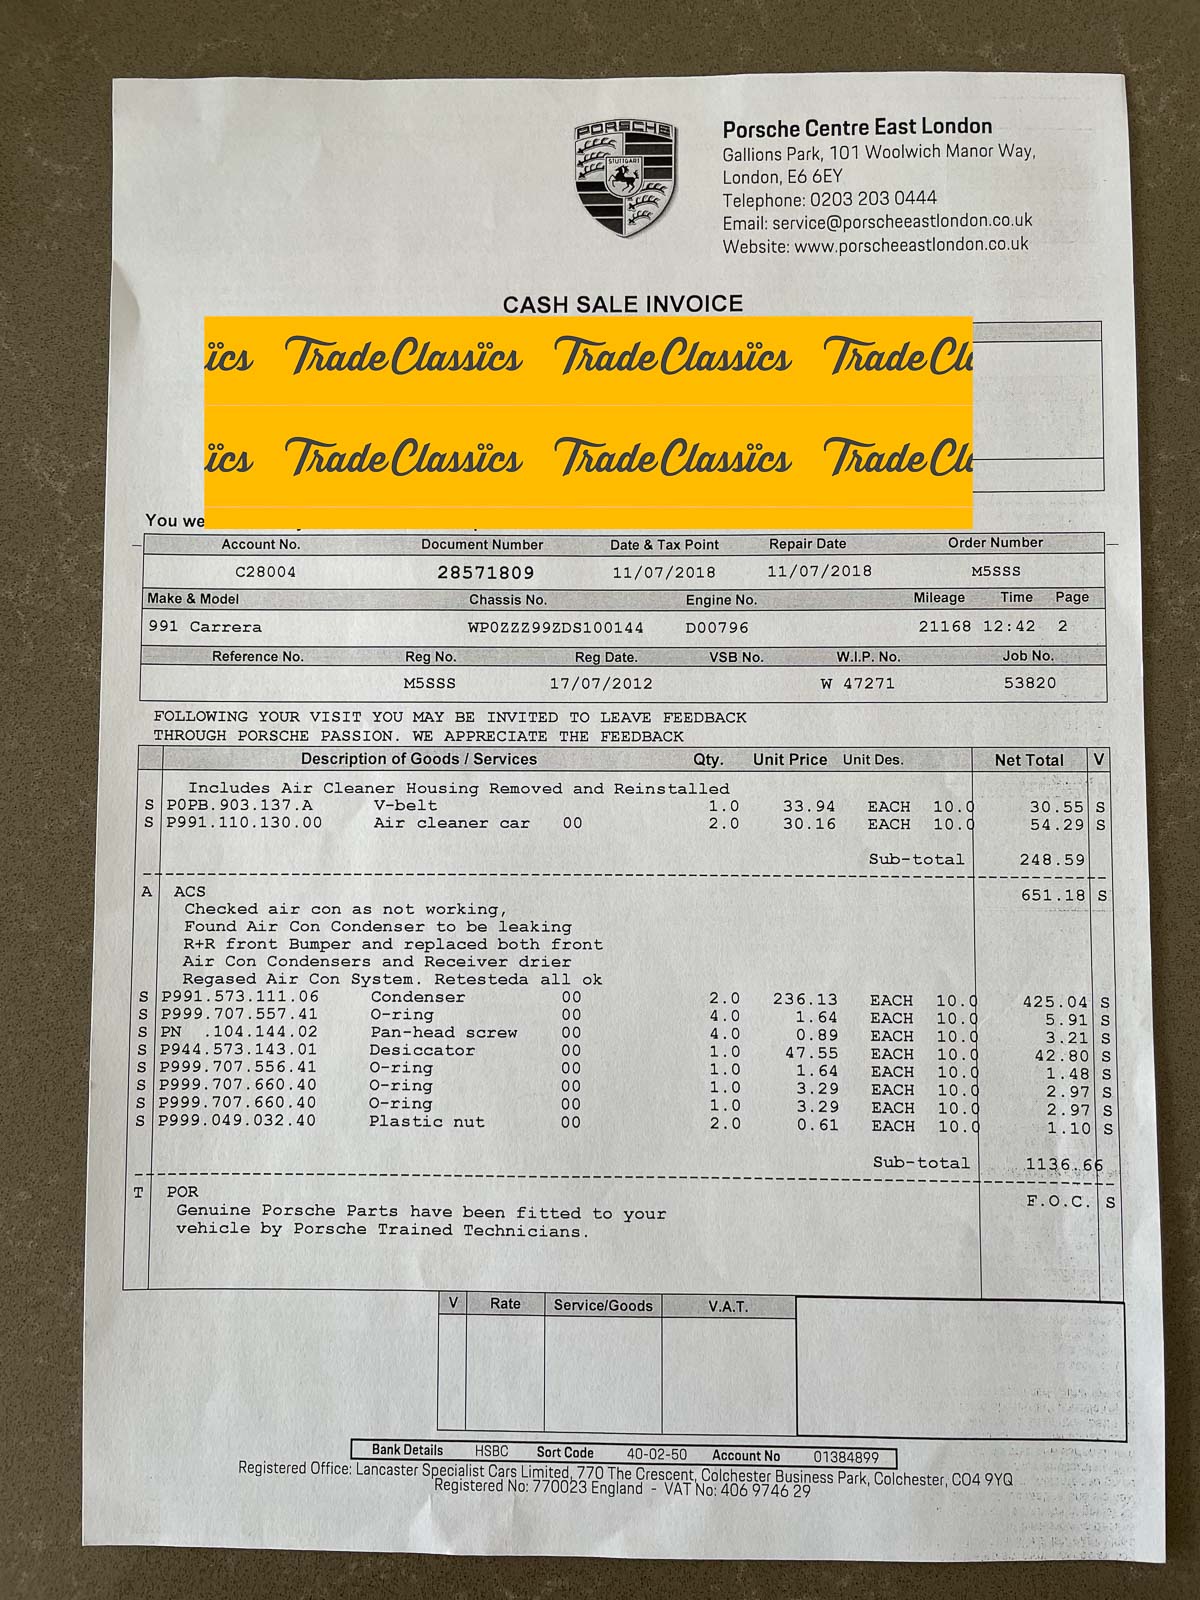 PORSCHE
STUTTGART
Porsche Centre East London
Gallions Park, 101 Woolwich Manor Way,
London, E6 6EY
Telephone: 0203 203 0444
Email: service@porscheeastlondon.co.uk
Website: www.porscheeastlondon.co.uk
CASH SALE INVOICE
ïcs Trade Classïcs Trade Classïcs Trade Cla
ïcs Trade Classïcs Trade Classïcs Trade Cla
You we
Account No. Document Number Date & Tax Point Repair Date Order Number
C28004 28571809 11/07/2018 11/07/2018 M5SSS
Make & Model Chassis No. Engine No. Mileage Time Page
991 Carrera WP0ZZZ99ZDS100144 D00796 21168 12:42 2
Reference No. Reg No. Reg Date. VSB No. W.I.P. No. Job No.
M5SSS 17/07/2012 W 47271 53820
FOLLOWING YOUR VISIT YOU MAY BE INVITED TO LEAVE FEEDBACK
THROUGH PORSCHE PASSION. WE APPRECIATE THE FEEDBACK
Description of Goods / Services Qty. Unit Price Unit Des. Net Total V
Includes Air Cleaner Housing Removed and Reinstalled
S P0PB.903.137.A V-belt 1.0 33.94 EACH 10.0 30.55 S
S P991.110.130.00 Air cleaner car 00 2.0 30.16 EACH 10.0 54.29 S
Sub-total 248.59
A ACS 651.18 S
Checked air con as not working,
Found Air Con Condenser to be leaking
R+R front Bumper and replaced both front
Air Con Condensers and Receiver drier
Regased Air Con System. Retesteda all ok
S P991.573.111.06 Condenser 00 2.0 236.13 EACH 10.0 425.04 S
S P999.707.557.41 O-ring 00 4.0 1.64 EACH 10.0 5.91 S
S PN .104.144.02 Pan-head screw 00 4.0 0.89 EACH 10.0 3.21 S
S P944.573.143.01 Desiccator 00 1.0 47.55 EACH 10.0 42.80 S
S P999.707.556.41 O-ring 00 1.0 1.64 EACH 10.0 1.48 S
S P999.707.660.40 O-ring 00 1.0 3.29 EACH 10.0 2.97 S
S P999.707.660.40 O-ring 00 1.0 3.29 EACH 10.0 2.97 S
S P999.049.032.40 Plastic nut 00 2.0 0.61 EACH 10.0 1.10 S
Sub-total 1136.66
T POR F.O.C. S
Genuine Porsche Parts have been fitted to your
vehicle by Porsche Trained Technicians.
V Rate Service/Goods V.A.T.
Bank Details HSBC Sort Code 40-02-50 Account No 01384899
Registered Office: Lancaster Specialist Cars Limited, 770 The Crescent, Colchester Business Park, Colchester, CO4 9YQ
Registered No: 770023 England - VAT No: 406 9746 29